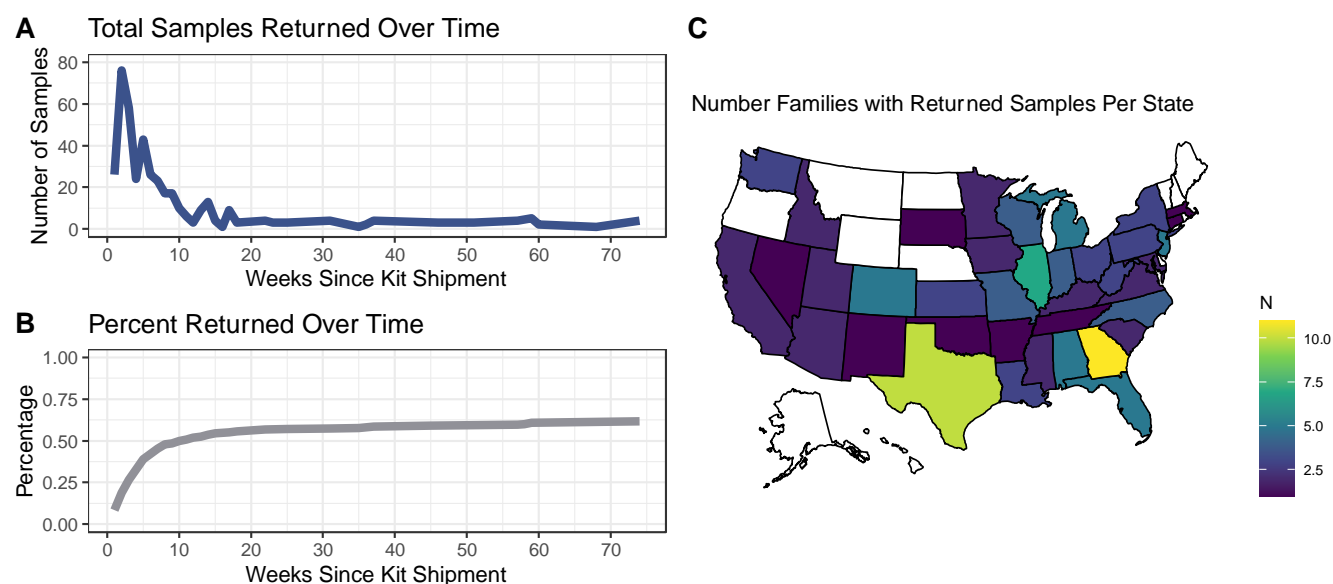 A
Total Samples Returned Over Time
Number of Samples
80
60
40
20
0
0 10 20 30 40 50 60 70
Weeks Since Kit Shipment
B
Percent Returned Over Time
Percentage
1.00
0.75
0.50
0.25
0.00
0 10 20 30 40 50 60 70
Weeks Since Kit Shipment
C
Number Families with Returned Samples Per State
N
10.0
7.5
5.0
2.5